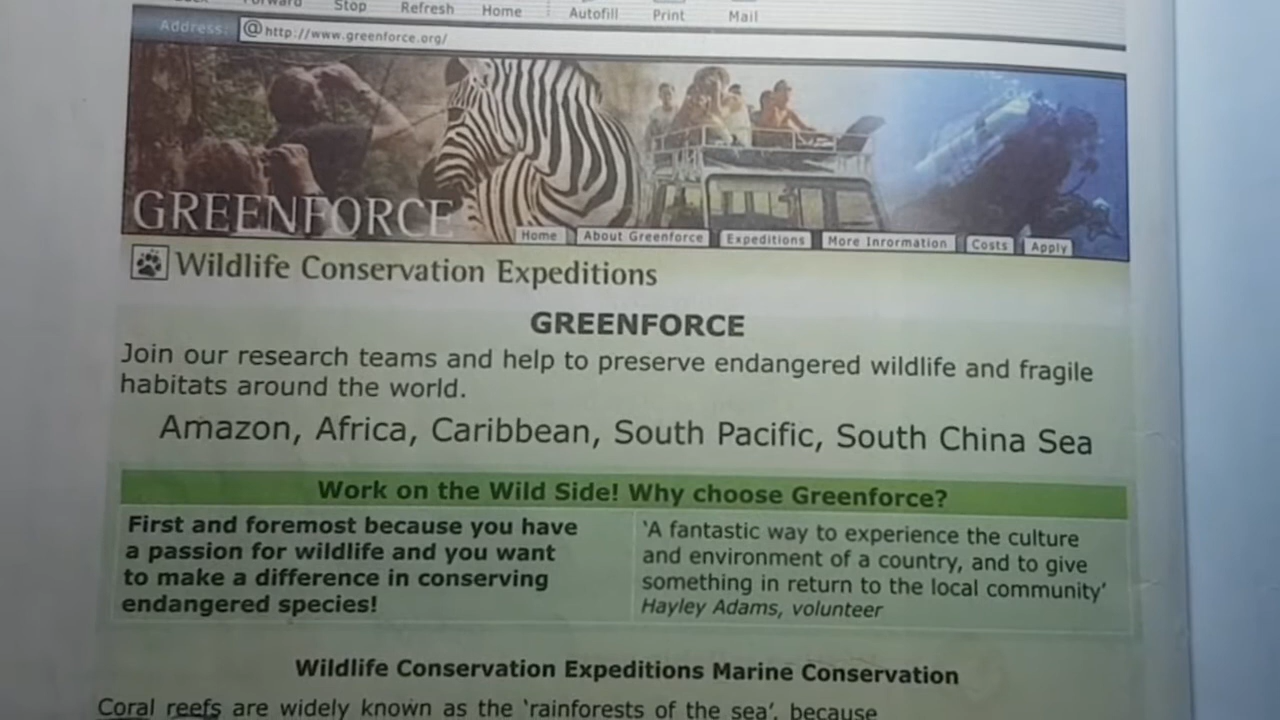 Stop Refresh Home Autofill Print Mail
Address: @http://www.greenforce.org/
GREENFORCE
Home About Greenforce Expeditions More Inrormation Costs Apply
Wildlife Conservation Expeditions
GREENFORCE
Join our research teams and help to preserve endangered wildlife and fragile
habitats around the world.
Amazon, Africa, Caribbean, South Pacific, South China Sea
Work on the Wild Side! Why choose Greenforce?
First and foremost because you have
a passion for wildlife and you want
to make a difference in conserving
endangered species!
‘A fantastic way to experience the culture
and environment of a country, and to give
something in return to the local community’
Hayley Adams, volunteer
Wildlife Conservation Expeditions Marine Conservation
Coral reefs are widely known as the ‘rainforests of the sea’, because